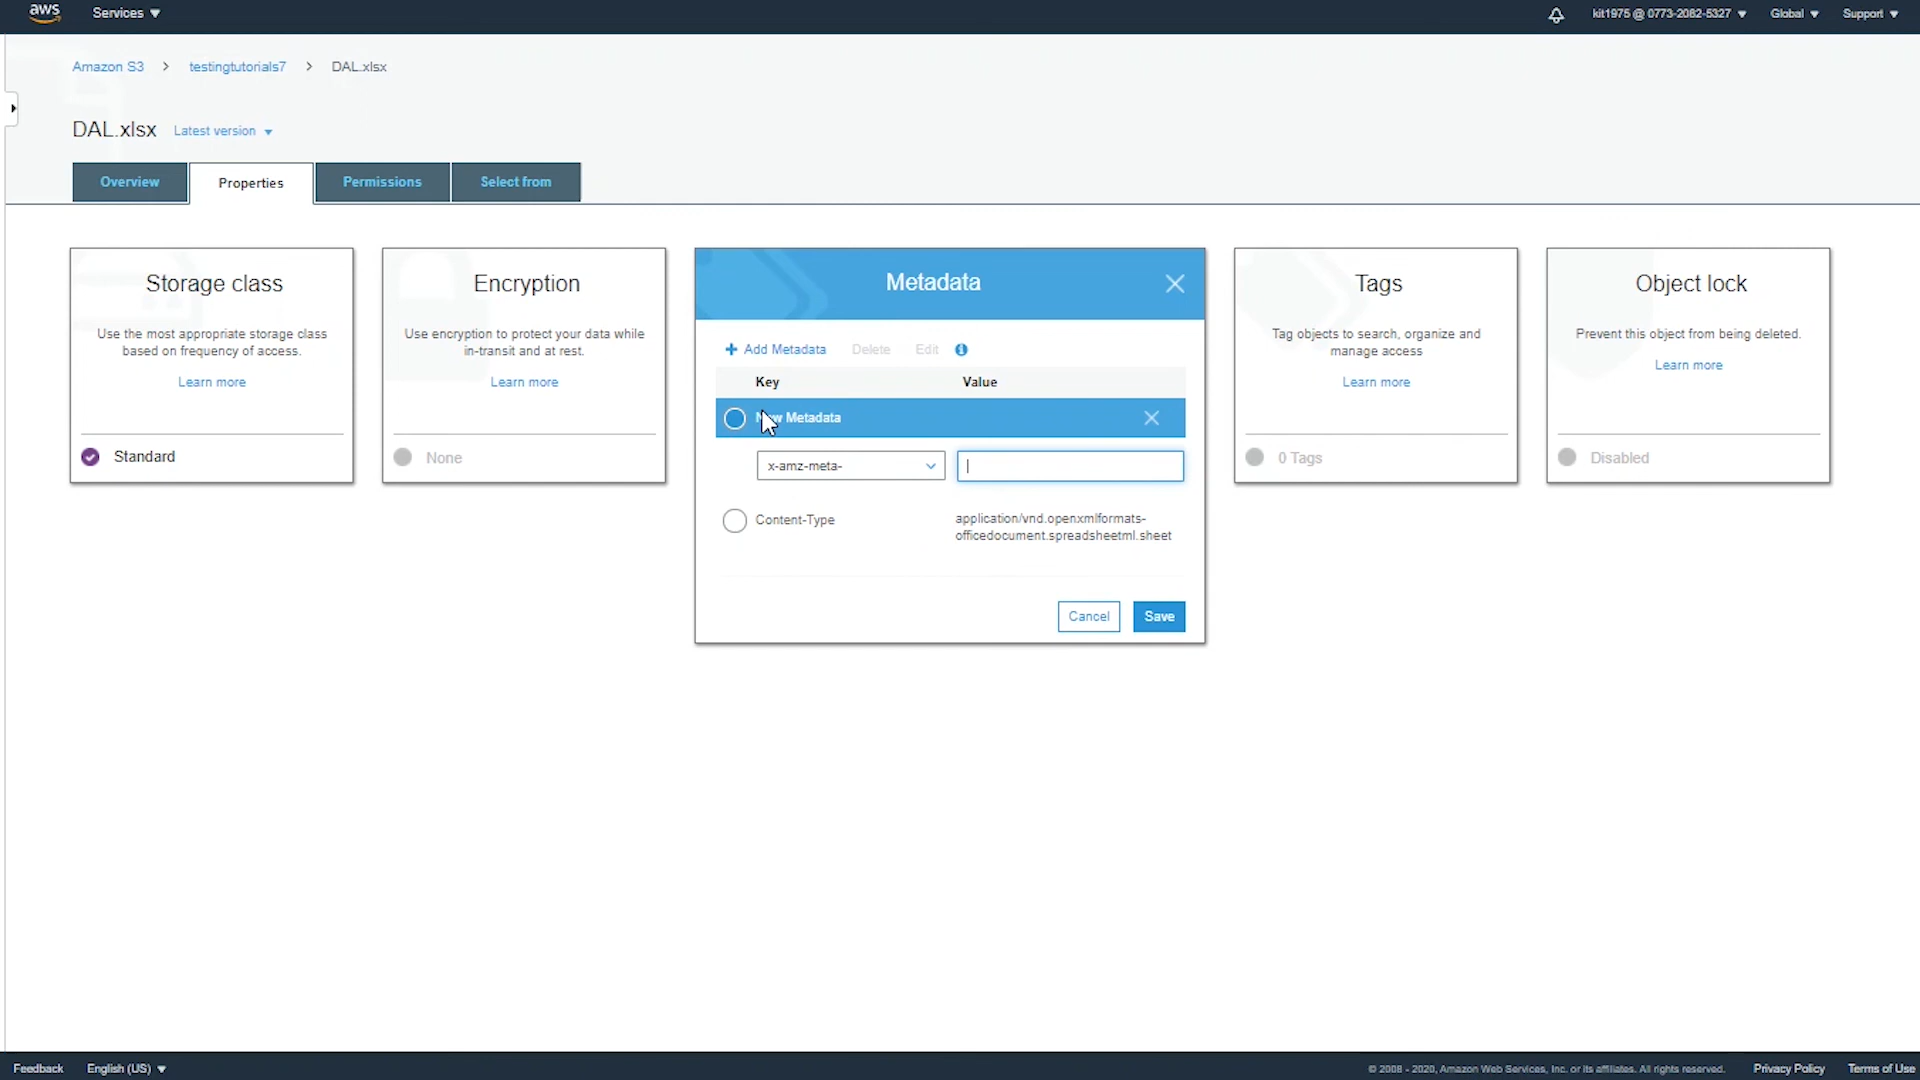 aws Services
kit1975 @ 0773-2082-5327 Global Support
Amazon S3 > testingtutorials7 > DAL.xlsx
DAL.xlsx Latest version
Overview Properties Permissions Select from
Storage class
Use the most appropriate storage class
based on frequency of access.
Learn more
Standard
Encryption
Use encryption to protect your data while
in-transit and at rest.
Learn more
None
Metadata
+ Add Metadata Delete Edit
Key Value
Metadata
x-amz-meta-
Content-Type application/vnd.openxmlformats-
officedocument.spreadsheetml.sheet
Cancel Save
Tags
Tag objects to search, organize and
manage access
Learn more
0 Tags
Object lock
Prevent this object from being deleted.
Learn more
Disabled
Feedback English (US)
© 2008 - 2020, Amazon Web Services, Inc. or its affiliates. All rights reserved. Privacy Policy Terms of Use